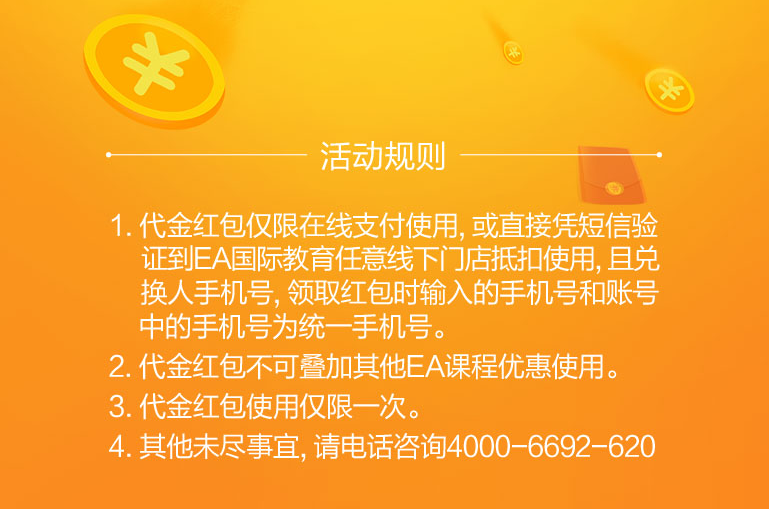 活动规则
1. 代金红包仅限在线支付使用, 或直接凭短信验
证到EA国际教育任意线下门店抵扣使用, 且兑
换人手机号, 领取红包时输入的手机号和账号
中的手机号为统一手机号。
2. 代金红包不可叠加其他EA课程优惠使用。
3. 代金红包使用仅限一次。
4. 其他未尽事宜, 请电话咨询4000-6692-620